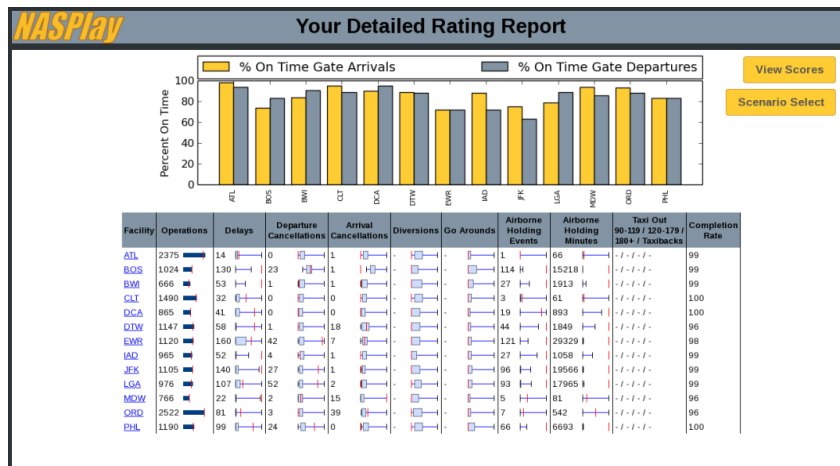 NASPlay
Your Detailed Rating Report
% On Time Gate Arrivals % On Time Gate Departures
View Scores
Scenario Select
Percent On Time
100
80
60
40
20
0
ATL BOS BWI CLT DCA DTW EWR IAD JFK LGA MDW ORD PHL
Facility Operations Delays Departure Cancellations Arrival Cancellations Diversions Go Arounds Airborne Holding Events Airborne Holding Minutes Taxi Out 90-119 / 120-179 / 180+ / Taxibacks Completion Rate
ATL 2375 14 0 1 - - 1 66 - / - / - / - 99
BOS 1024 130 23 1 - - 114 15218 - / - / - / - 99
BWI 666 53 1 1 - - 27 1913 - / - / - / - 99
CLT 1490 32 0 0 - - 3 61 - / - / - / - 100
DCA 865 41 0 0 - - 19 893 - / - / - / - 100
DTW 1147 58 1 18 - - 44 1849 - / - / - / - 96
EWR 1120 160 42 7 - - 121 29329 - / - / - / - 98
IAD 965 52 4 1 - - 27 1058 - / - / - / - 99
JFK 1105 140 27 1 - - 96 19566 - / - / - / - 99
LGA 976 107 52 2 - - 93 17965 - / - / - / - 99
MDW 766 22 2 15 - - 5 81 - / - / - / - 96
ORD 2522 81 3 39 - - 7 542 - / - / - / - 96
PHL 1190 99 24 0 - - 66 6693 - / - / - / - 100